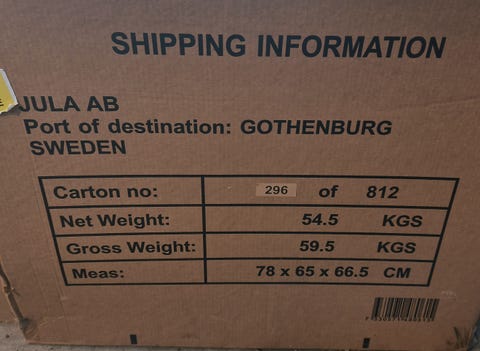 SHIPPING INFORMATION
JULA AB
Port of destination: GOTHENBURG
SWEDEN
Carton no: 296 of 812
Net Weight: 54.5 KGS
Gross Weight: 59.5 KGS
Meas: 78 x 65 x 66.5 CM